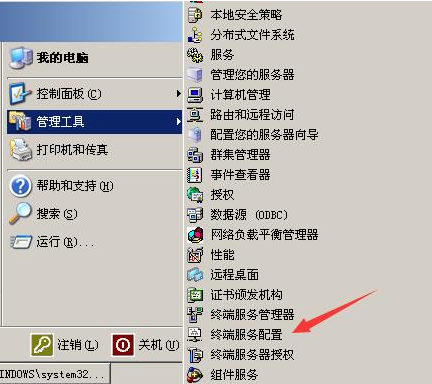 我的电脑
控制面板(C)
管理工具
打印机和传真
帮助和支持(H)
搜索(S)
运行(R)...
注销(L)
关机(U)
INDOWS\system32...
本地安全策略
分布式文件系统
服务
管理您的服务器
计算机管理
路由和远程访问
配置您的服务器向导
群集管理器
事件查看器
授权
数据源 (ODBC)
网络负载平衡管理器
性能
远程桌面
证书颁发机构
终端服务管理器
终端服务配置
终端服务器授权
组件服务